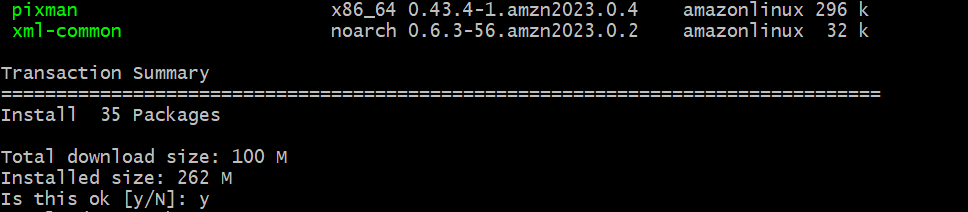 pixman x86_64 0.43.4-1.amzn2023.0.4 amazonlinux 296 k
xml-common noarch 0.6.3-56.amzn2023.0.2 amazonlinux 32 k
Transaction Summary
================================================================================
Install 35 Packages
Total download size: 100 M
Installed size: 262 M
Is this ok [y/N]: y